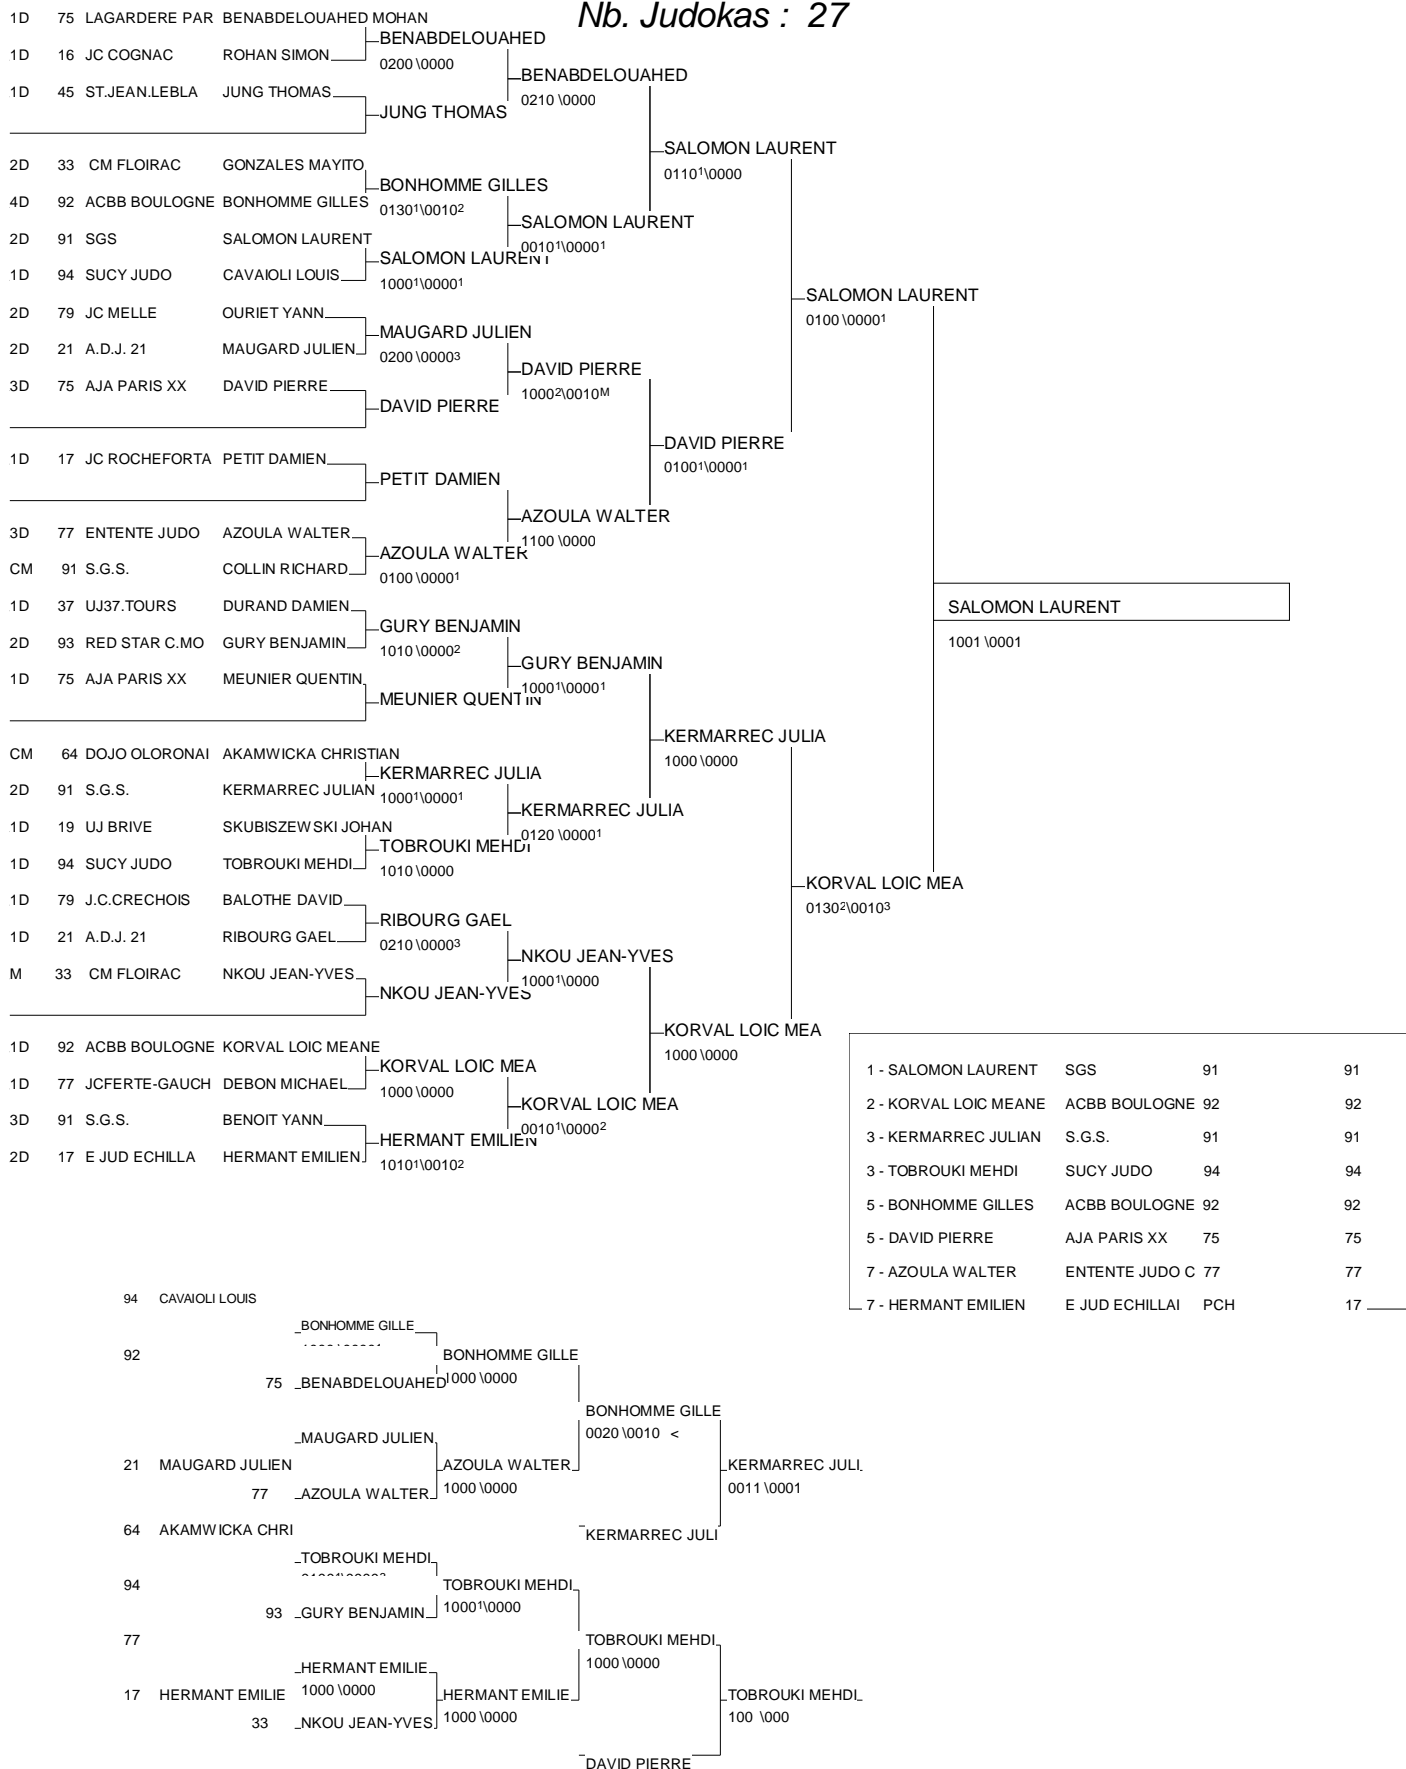 Nb. Judokas : 27
1D 75 LAGARDERE PAR BENABDELOUAHED MOHAN
BENABDELOUAHED
1D 16 JC COGNAC ROHAN SIMON
0200 \0000
BENABDELOUAHED
1D 45 ST.JEAN.LEBLA JUNG THOMAS
0210 \0000
JUNG THOMAS
SALOMON LAURENT
2D 33 CM FLOIRAC GONZALES MAYITO
0110¹\0000
BONHOMME GILLES
4D 92 ACBB BOULOGNE BONHOMME GILLES
0130¹\0010²
SALOMON LAURENT
2D 91 SGS SALOMON LAURENT
0010¹\0000¹
SALOMON LAURENT
1D 94 SUCY JUDO CAVAIOLI LOUIS
1000¹\0000¹
SALOMON LAURENT
2D 79 JC MELLE OURIET YANN
0100 \0000¹
MAUGARD JULIEN
2D 21 A.D.J. 21 MAUGARD JULIEN
0200 \0000³
DAVID PIERRE
3D 75 AJA PARIS XX DAVID PIERRE
1000²\0010M
DAVID PIERRE
DAVID PIERRE
1D 17 JC ROCHEFORTA PETIT DAMIEN
0100¹\0000¹
PETIT DAMIEN
AZOULA WALTER
3D 77 ENTENTE JUDO AZOULA WALTER
1100 \0000
AZOULA WALTER
CM 91 S.G.S. COLLIN RICHARD
0100 \0000¹
1D 37 UJ37.TOURS DURAND DAMIEN
SALOMON LAURENT
GURY BENJAMIN
2D 93 RED STAR C.MO GURY BENJAMIN
1001 \0001
1010 \0000²
GURY BENJAMIN
1D 75 AJA PARIS XX MEUNIER QUENTIN
1000¹\0000¹
MEUNIER QUENTIN
KERMARREC JULIA
CM 64 DOJO OLORONAI AKAMWICKA CHRISTIAN
1000 \0000
KERMARREC JULIA
2D 91 S.G.S. KERMARREC JULIAN
1000¹\0000¹
KERMARREC JULIA
1D 19 UJ BRIVE SKUBISZEWSKI JOHAN
0120 \0000¹
TOBROUKI MEHDI
1D 94 SUCY JUDO TOBROUKI MEHDI
1010 \0000
KORVAL LOIC MEA
1D 79 J.C.CRECHOIS BALOTHE DAVID
0130²\0010³
RIBOURG GAEL
1D 21 A.D.J. 21 RIBOURG GAEL
0210 \0000³
NKOU JEAN-YVES
M 33 CM FLOIRAC NKOU JEAN-YVES
1000¹\0000
NKOU JEAN-YVES
KORVAL LOIC MEA
1D 92 ACBB BOULOGNE KORVAL LOIC MEANE
1000 \0000
KORVAL LOIC MEA
1D 77 JCFERTE-GAUCH DEBON MICHAEL
1000 \0000
KORVAL LOIC MEA
3D 91 S.G.S. BENOIT YANN
0010¹\0000²
HERMANT EMILIEN
2D 17 E JUD ECHILLA HERMANT EMILIEN
1010¹\0010²
1 - SALOMON LAURENT SGS 91 91
2 - KORVAL LOIC MEANE ACBB BOULOGNE 92 92
3 - KERMARREC JULIAN S.G.S. 91 91
3 - TOBROUKI MEHDI SUCY JUDO 94 94
5 - BONHOMME GILLES ACBB BOULOGNE 92 92
5 - DAVID PIERRE AJA PARIS XX 75 75
7 - AZOULA WALTER ENTENTE JUDO C 77 77
7 - HERMANT EMILIEN E JUD ECHILLAI PCH 17
94 CAVAIOLI LOUIS
BONHOMME GILLE
92
BONHOMME GILLE
75 BENABDELOUAHED
1000 \0000
BONHOMME GILLE
0020 \0010 <
MAUGARD JULIEN
21 MAUGARD JULIEN
AZOULA WALTER
KERMARREC JULI
1000 \0000
0011 \0001
77 AZOULA WALTER
64 AKAMWICKA CHRI
KERMARREC JULI
TOBROUKI MEHDI
94
TOBROUKI MEHDI
1000¹\0000
93 GURY BENJAMIN
77
TOBROUKI MEHDI
1000 \0000
HERMANT EMILIE
1000 \0000
17 HERMANT EMILIE
HERMANT EMILIE
TOBROUKI MEHDI
1000 \0000
100 \000
33 NKOU JEAN-YVES
DAVID PIERRE